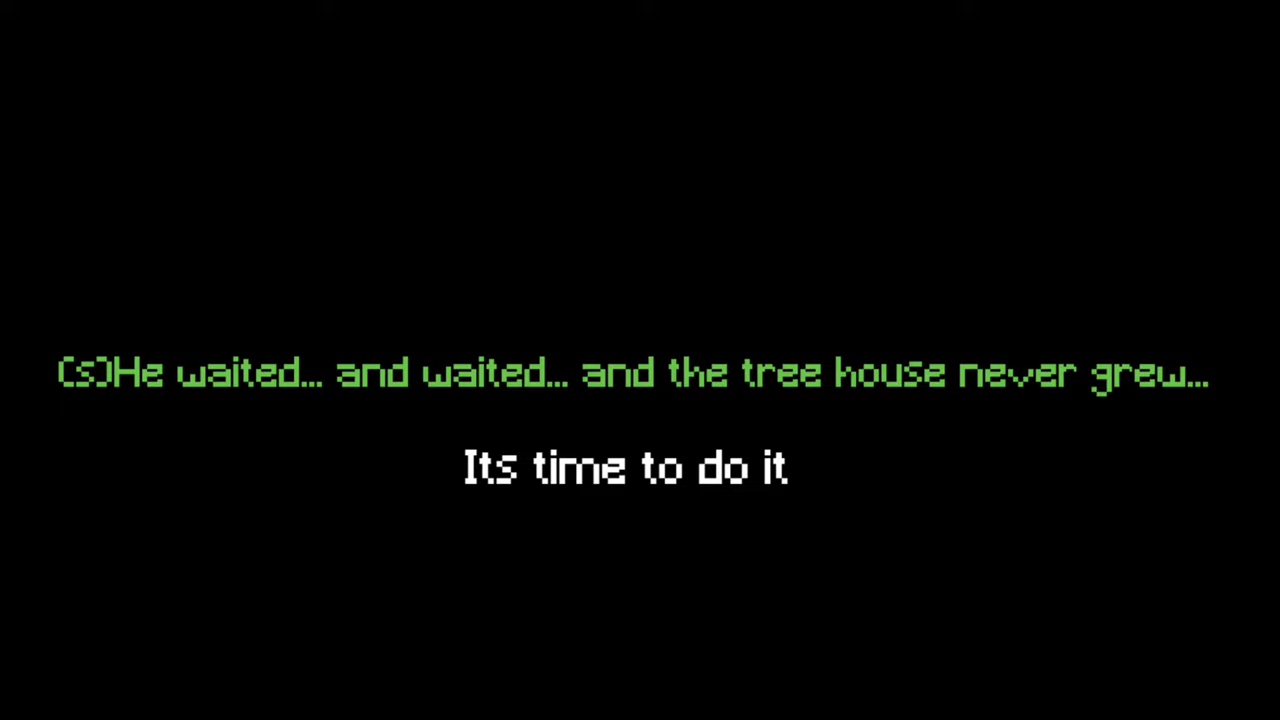 (s)He waited... and waited... and the tree house never grew...
Its time to do it